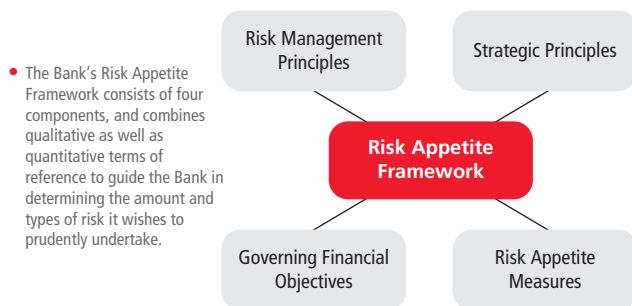 Risk Management
Principles
Strategic Principles
• The Bank's Risk Appetite
Framework consists of four
components, and combines
qualitative as well as
quantitative terms of
reference to guide the Bank in
determining the amount and
types of risk it wishes to
prudently undertake.
Risk Appetite
Framework
Governing Financial
Objectives
Risk Appetite
Measures